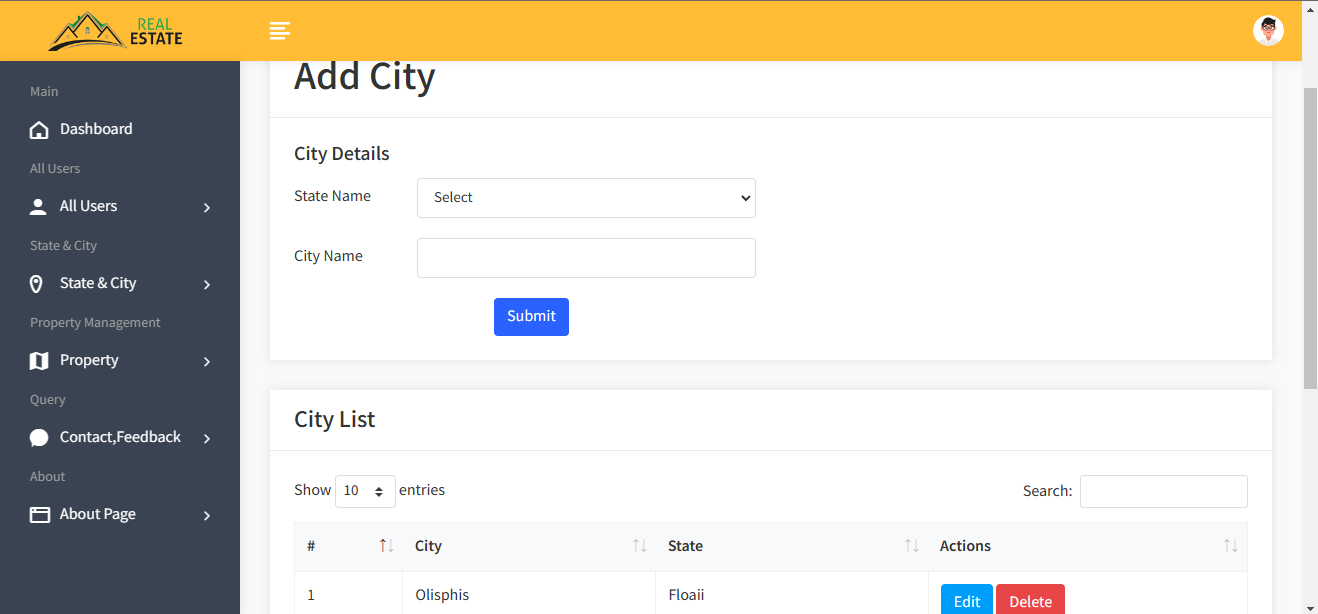 REAL
ESTATE
Add City
Main
Dashboard
All Users
All Users
State & City
State & City
Property Management
Property
Query
Contact,Feedback
About
About Page
City Details
State Name
Select
City Name
Submit
City List
Show 10 entries
Search:
# City State Actions
1 Olisphis Floaii Edit Delete